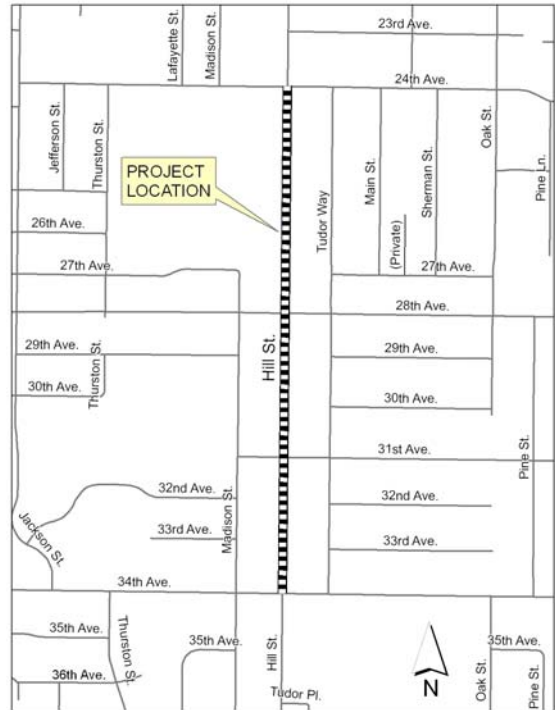 23rd Ave.
Lafayette St.
Madison St.
24th Ave.
Jefferson St.
Thurston St.
Oak St.
PROJECT
LOCATION
Main St.
Sherman St.
Pine Ln.
Tudor Way
(Private)
26th Ave.
27th Ave.
27th Ave.
28th Ave.
Hill St.
29th Ave.
29th Ave.
Thurston St.
30th Ave.
30th Ave.
31st Ave.
Pine St.
32nd Ave.
32nd Ave.
Madison St.
33rd Ave.
33rd Ave.
Jackson St.
34th Ave.
35th Ave.
Thurston St.
35th Ave.
Hill St.
35th Ave.
36th Ave.
Oak St.
Pine St.
Tudor Pl.
N